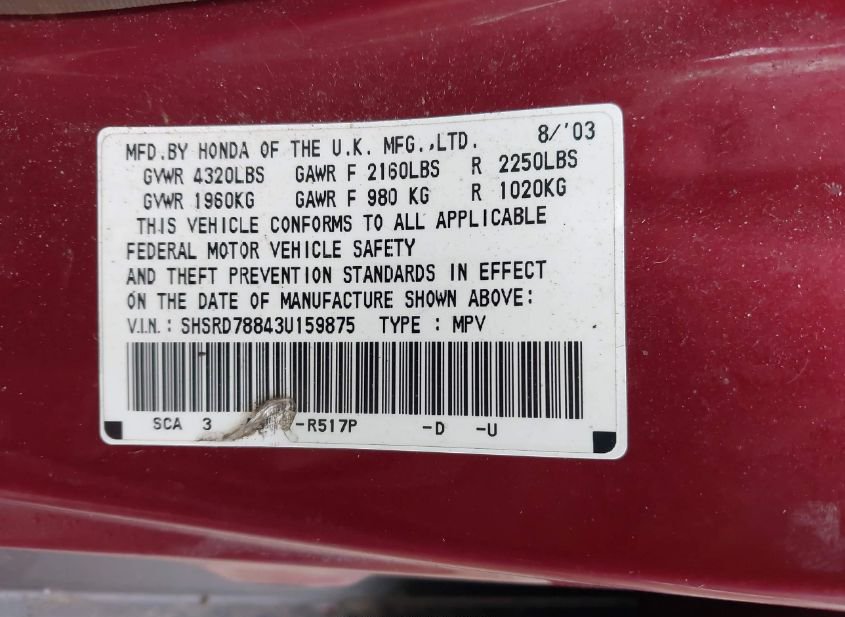 MFD.BY HONDA OF THE U.K. MFG.,LTD. 8/'03
GVWR 4320LBS GAWR F 2160LBS R 2250LBS
GVWR 1960KG GAWR F 980 KG R 1020KG
THIS VEHICLE CONFORMS TO ALL APPLICABLE
FEDERAL MOTOR VEHICLE SAFETY
AND THEFT PREVENTION STANDARDS IN EFFECT
ON THE DATE OF MANUFACTURE SHOWN ABOVE:
V.I.N. : SHSRD78843U159875 TYPE : MPV
SCA 3 -R517P -D -U